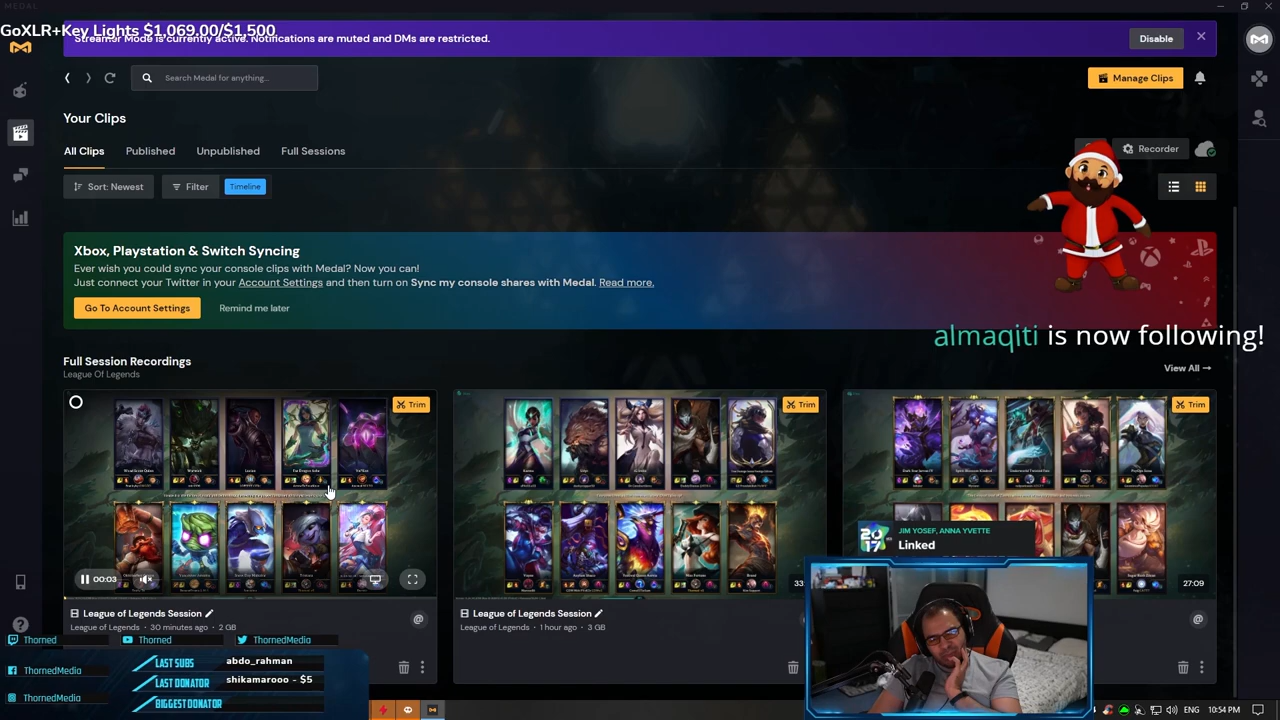 MEDAL
GoXLR+Key Lights $1,069.00/$1,500
Streamer Mode is currently active. Notifications are muted and DMs are restricted.
Disable
Search Medal for anything...
Manage Clips
Your Clips
All Clips
Published
Unpublished
Full Sessions
Recorder
Sort: Newest
Filter
Timeline
Xbox, Playstation & Switch Syncing
Ever wish you could sync your console clips with Medal? Now you can!
Just connect your Twitter in your Account Settings and then turn on Sync my console shares with Medal. Read more.
Go To Account Settings
Remind me later
almaqiti is now following!
Full Session Recordings
League Of Legends
View All →
Trim
Trim
Trim
JIM YOSEF, ANNA YVETTE
2017
Linked
00:03
33
27:09
League of Legends Session
League of Legends • 30 minutes ago • 2 GB
League of Legends Session
League of Legends • 1 hour ago • 3 GB
Thorned
Thorned
ThornedMedia
ThornedMedia
ThornedMedia
LAST SUBS
abdo_rahman
LAST DONATOR
shikamarooo - $5
BIGGEST DONATOR
ENG
10:54 PM